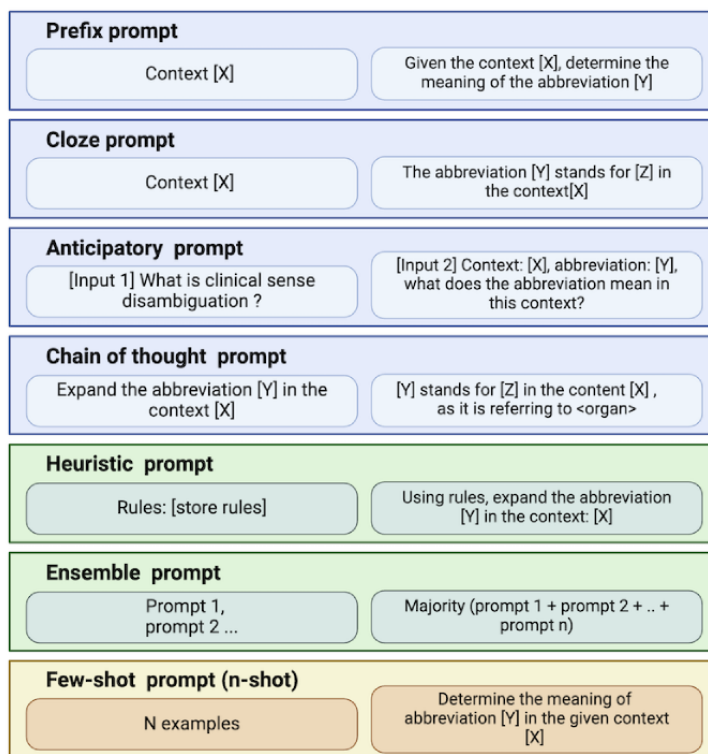 Prefix prompt
Context [X]
Given the context [X], determine the
meaning of the abbreviation [Y]
Cloze prompt
Context [X]
The abbreviation [Y] stands for [Z] in
the context[X]
Anticipatory prompt
[Input 1] What is clinical sense
disambiguation ?
[Input 2] Context: [X], abbreviation: [Y],
what does the abbreviation mean in
this context?
Chain of thought prompt
Expand the abbreviation [Y] in the
context [X]
[Y] stands for [Z] in the content [X] ,
as it is referring to <organ>
Heuristic prompt
Rules: [store rules]
Using rules, expand the abbreviation
[Y] in the context: [X]
Ensemble prompt
Prompt 1,
prompt 2 ...
Majority (prompt 1 + prompt 2 + .. +
prompt n)
Few-shot prompt (n-shot)
N examples
Determine the meaning of
abbreviation [Y] in the given context
[X]